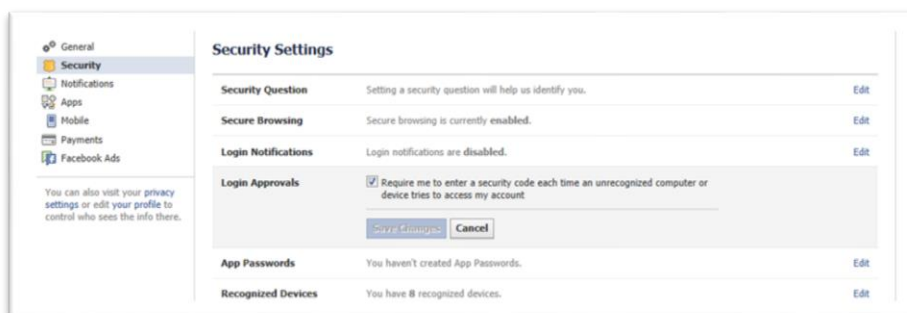 General
Security
Notifications
Apps
Mobile
Payments
Facebook Ads
You can also visit your privacy
settings or edit your profile to
control who sees the info there.
Security Settings
Security Question Setting a security question will help us identify you. Edit
Secure Browsing Secure browsing is currently enabled. Edit
Login Notifications Login notifications are disabled. Edit
Login Approvals Require me to enter a security code each time an unrecognized computer or
device tries to access my account
Save Changes Cancel
App Passwords You haven't created App Passwords. Edit
Recognized Devices You have 8 recognized devices. Edit